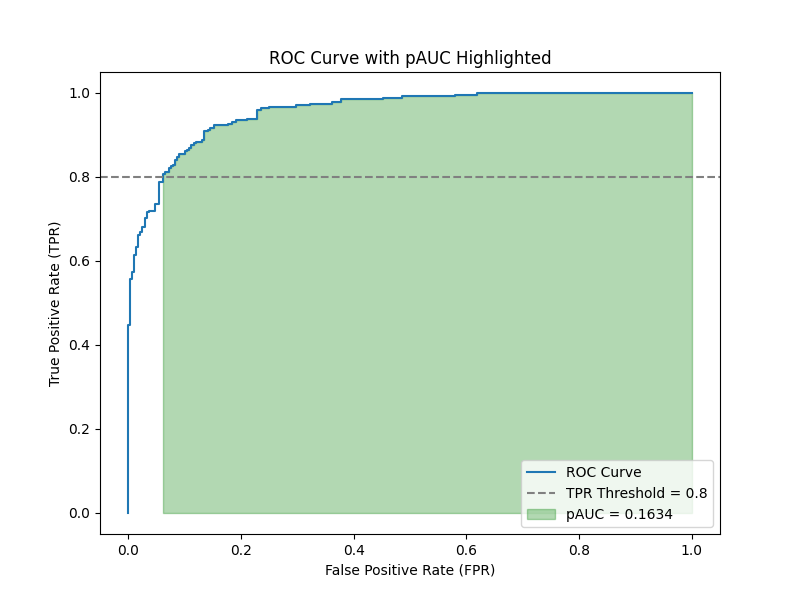 ROC Curve with pAUC Highlighted
True Positive Rate (TPR)
1.0
0.8
0.6
0.4
0.2
0.0
ROC Curve
TPR Threshold = 0.8
pAUC = 0.1634
0.0 0.2 0.4 0.6 0.8 1.0
False Positive Rate (FPR)